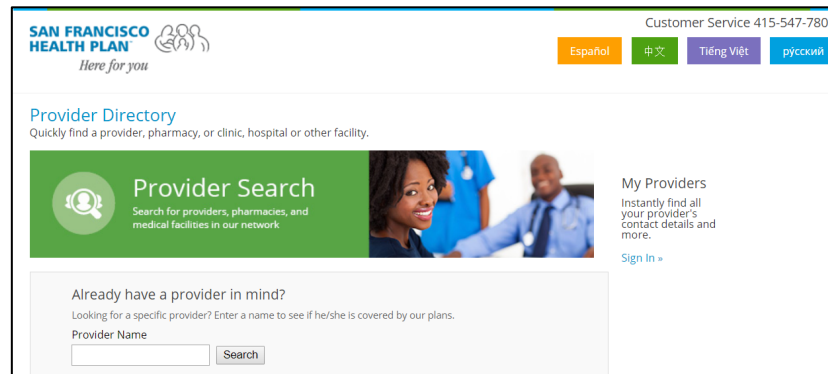 SAN FRANCISCO
HEALTH PLAN
Here for you
Customer Service 415-547-780
Español
中文
Tiếng Việt
рýсский
Provider Directory
Quickly find a provider, pharmacy, or clinic, hospital or other facility.
Provider Search
Search for providers, pharmacies, and
medical facilities in our network
My Providers
Instantly find all
your provider's
contact details and
more.
Sign In »
Already have a provider in mind?
Looking for a specific provider? Enter a name to see if he/she is covered by our plans.
Provider Name
Search